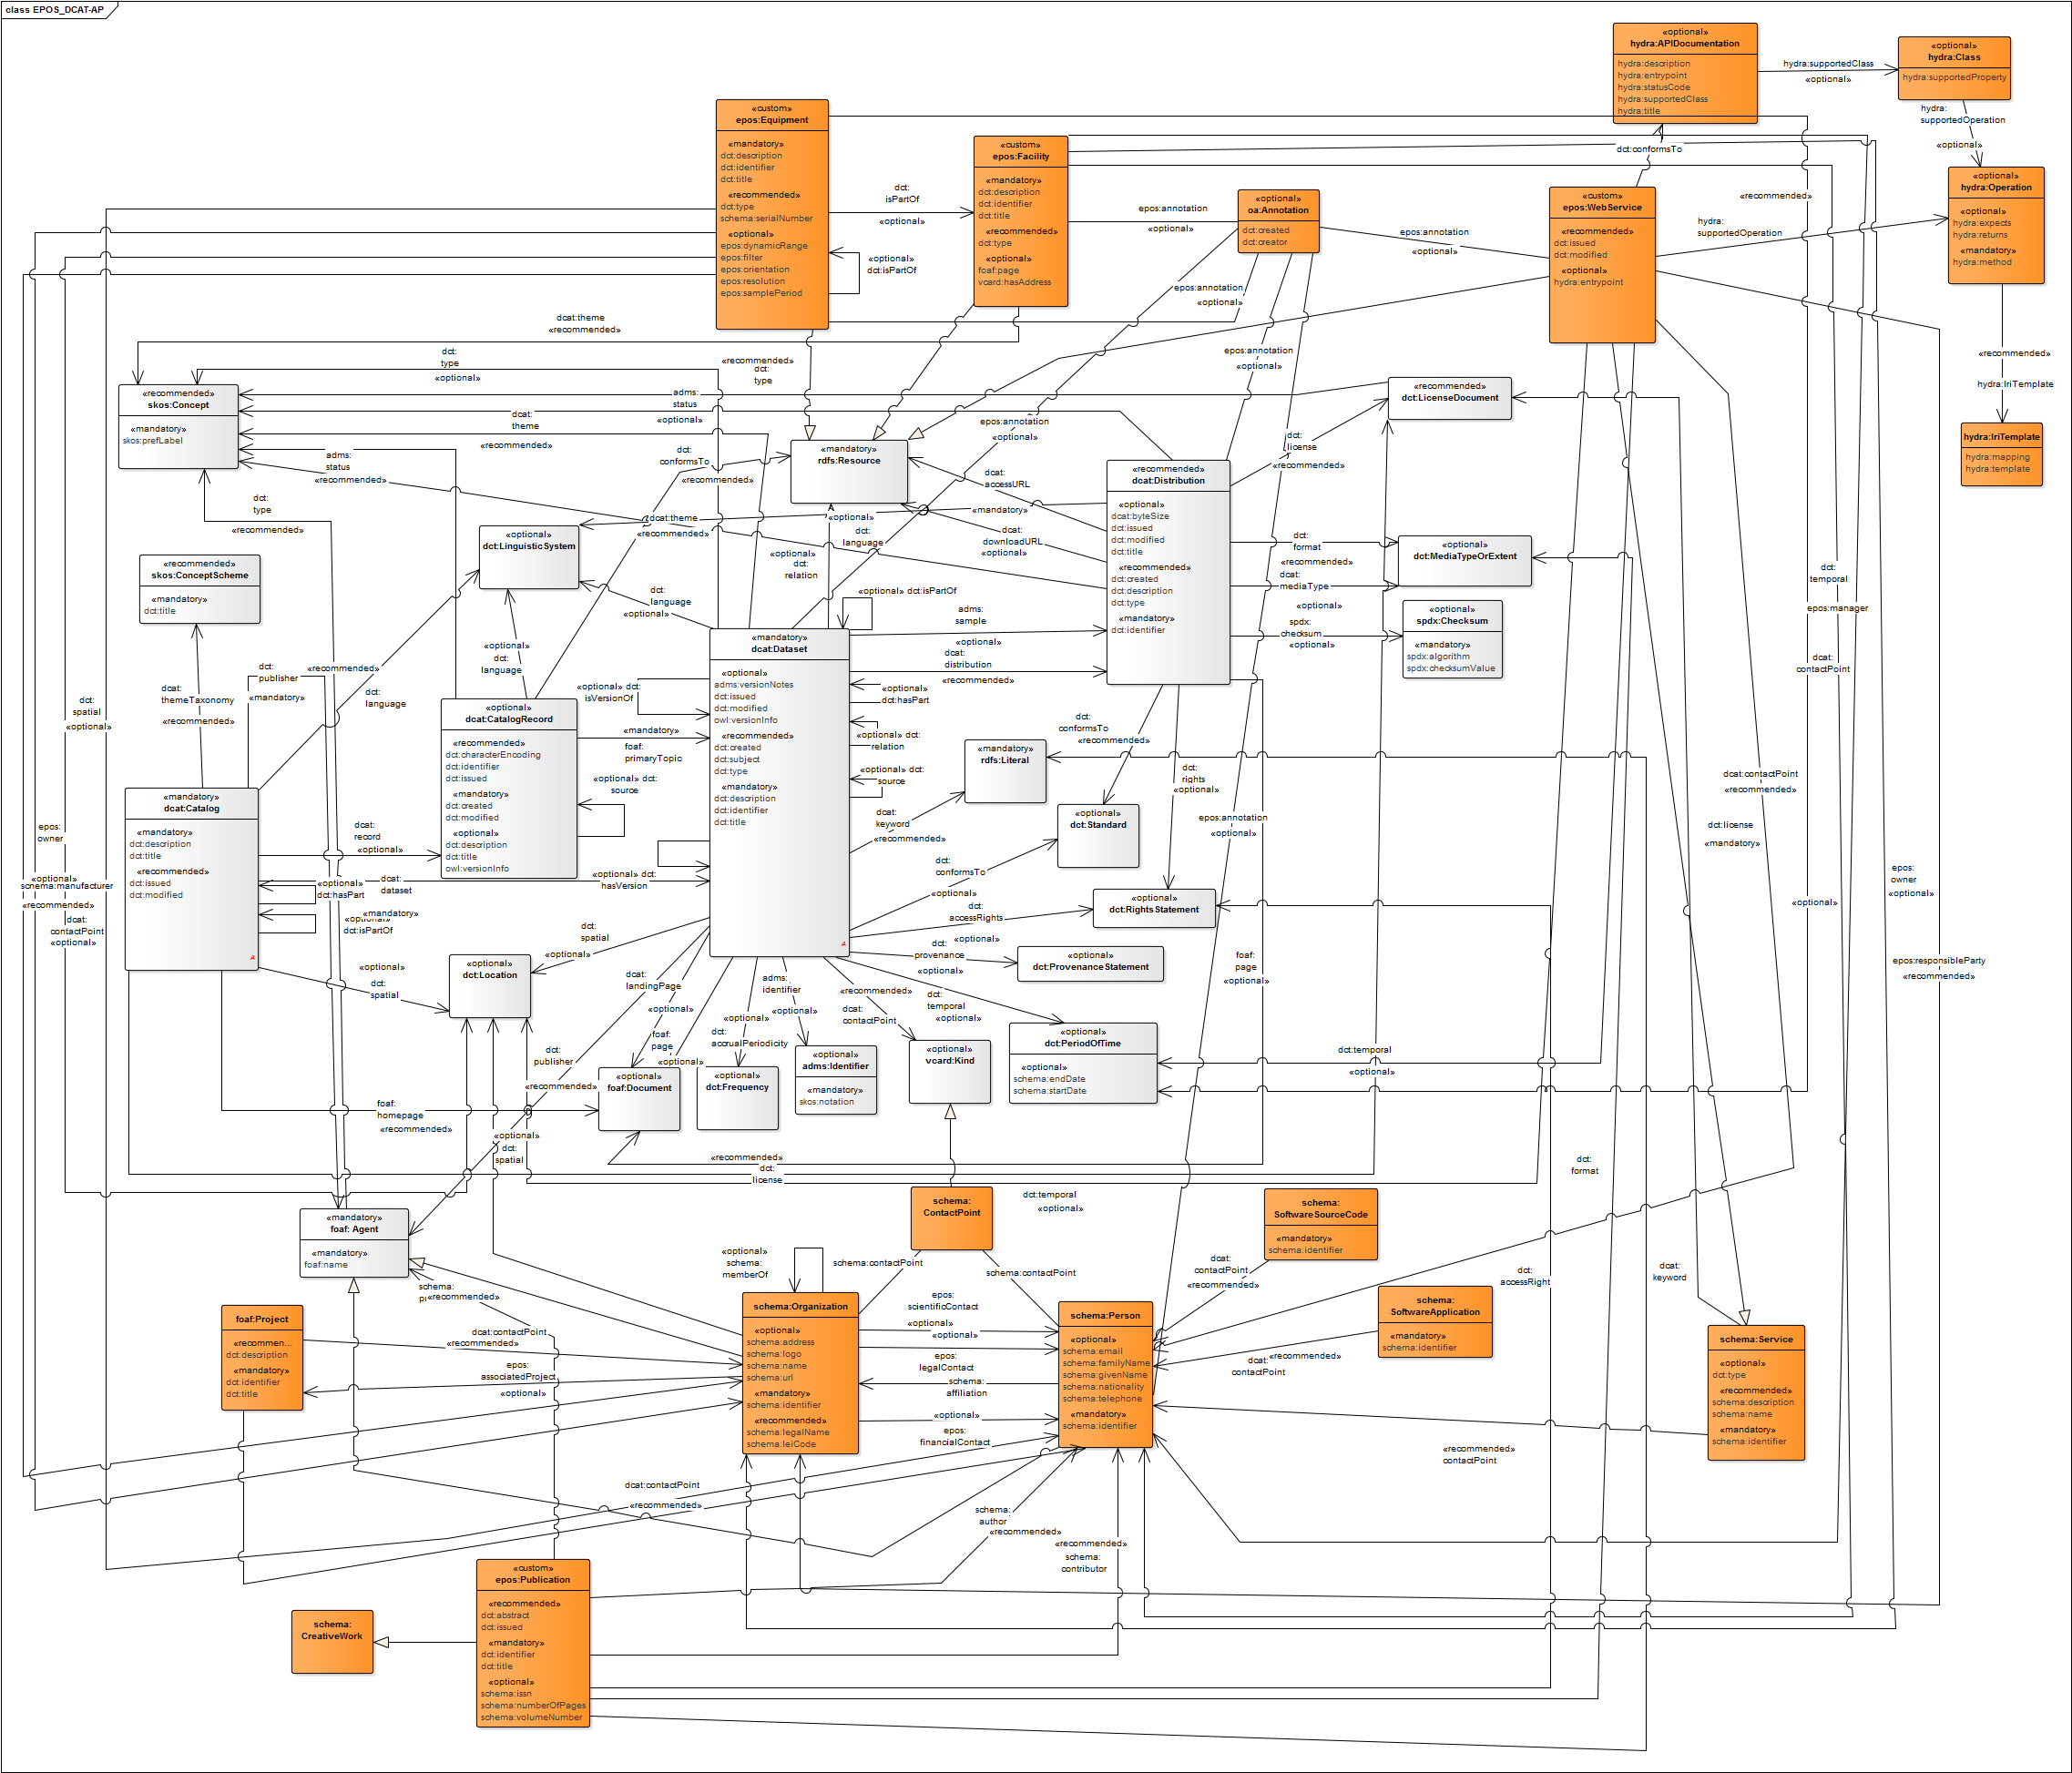 class EPOS_DCAT-AP
«optional»
hydra:APIDocumentation
hydra:description
hydra:entrypoint
hydra:statusCode
hydra:supportedClass
hydra:title
hydra:supportedClass
«optional»
«optional»
hydra:Class
hydra:supportedProperty
hydra:
supportedOperation
«optional»
«custom»
epos:Equipment
«mandatory»
dct:description
dct:identifier
dct:title
«recommended»
dct:type
schema:serialNumber
«optional»
epos:dynamicRange
epos:filter
epos:orientation
epos:resolution
epos:samplePeriod
dct:
isPartOf
«optional»
«optional»
dct:isPartOf
«custom»
epos:Facility
«mandatory»
dct:description
dct:identifier
dct:title
«recommended»
dct:type
«optional»
foaf:page
vcard:hasAddress
epos:annotation
«optional»
«optional»
oa:Annotation
dct:created
dct:creator
epos:annotation
«optional»
dct:conformsTo
«custom»
epos:WebService
«recommended»
dct:issued
dct:modified
«optional»
hydra:entrypoint
«recommended»
hydra:
supportedOperation
«optional»
hydra:Operation
«optional»
hydra:expects
hydra:returns
«mandatory»
hydra:method
«recommended»
hydra:IriTemplate
hydra:IriTemplate
hydra:mapping
hydra:template
epos:annotation
«optional»
epos:annotation
«optional»
dcat:theme
«recommended»
dct:
type
«optional»
«recommended»
dct:
type
«recommended»
skos:Concept
«mandatory»
skos:prefLabel
adms:
status
«optional»
dcat:
theme
«recommended»
adms:
status
«recommended»
dct:
conformsTo
«recommended»
«mandatory»
rdfs:Resource
epos:annotation
«optional»
«recommended»
dct:LicenseDocument
dct:
license
«recommended»
dcat:
accessURL
«mandatory»
dcat:
downloadURL
«optional»
«recommended»
dcat:Distribution
«optional»
dcat:byteSize
dct:issued
dct:modified
dct:title
«recommended»
dct:created
dct:description
dct:type
«mandatory»
dct:identifier
dct:
type
«recommended»
dcat:theme
«recommended»
«optional»
dct:
language
«optional»
dct:LinguisticSystem
«optional»
dct:
relation
dct:
format
«recommended»
dcat:
mediaType
«optional»
«optional»
dct:MediaTypeOrExtent
spdx:
checksum
«optional»
«optional»
spdx:Checksum
«mandatory»
spdx:algorithm
spdx:checksumValue
«recommended»
skos:ConceptScheme
«mandatory»
dct:title
dct:
language
«optional»
«optional» dct:isPartOf
adms:
sample
«optional»
dcat:
distribution
«recommended»
«mandatory»
dcat:Dataset
«optional»
adms:versionNotes
dct:issued
dct:modified
owl:versionInfo
«recommended»
dct:created
dct:subject
dct:type
«mandatory»
dct:description
dct:identifier
dct:title
A
«optional»
dct:hasPart
«optional» dct:
relation
«optional» dct:
source
«optional» dct:
isVersionOf
«mandatory»
foaf:
primaryTopic
«optional» dct:
source
«optional»
dct:
language
«optional»
dcat:CatalogRecord
«recommended»
dct:characterEncoding
dct:identifier
dct:issued
«mandatory»
dct:created
dct:modified
«optional»
dct:description
dct:title
owl:versionInfo
dct:
publisher
«mandatory»
«recommended»
dct:
language
dcat:
themeTaxonomy
«recommended»
«mandatory»
dcat:Catalog
«mandatory»
dct:description
dct:title
«recommended»
dct:issued
dct:modified
A
dcat:
record
«optional»
«optional»
dct:hasPart
dcat:
dataset
«mandatory»
«optional»
dct:isPartOf
«optional»
dct:
hasVersion
dct:
spatial
«optional»
epos:
owner
«optional»
schema:manufacturer
«recommended»
dcat:
contactPoint
«optional»
dct:
conformsTo
«recommended»
«mandatory»
rdfs:Literal
dcat:
keyword
«recommended»
dct:
rights
«optional»
«optional»
dct:Standard
dct:
conformsTo
«optional»
epos:annotation
«optional»
«optional»
dct:RightsStatement
dct:
accessRights
«optional»
dct:
provenance
«optional»
«optional»
dct:ProvenanceStatement
foaf:
page
«optional»
dct:
temporal
epos:manager
dcat:
contactPoint
dcat:contactPoint
«recommended»
dct:license
«mandatory»
epos:
owner
«optional»
«optional»
epos:responsibleParty
«recommended»
«optional»
dct:
spatial
dct:
spatial
«optional»
«optional»
dct:Location
dcat:
landingPage
«optional»
foaf:
page
«optional»
«optional»
dct:
accrualPeriodicity
adms:
identifier
«optional»
«recommended»
dcat:
contactPoint
dct:
temporal
«optional»
dct:
publisher
«recommended»
«optional»
foaf:Document
«optional»
dct:Frequency
«optional»
adms:Identifier
«mandatory»
skos:notation
«optional»
vcard:Kind
«optional»
dct:PeriodOfTime
«optional»
schema:endDate
schema:startDate
dct:temporal
«optional»
foaf:
homepage
«recommended»
«optional»
dct:
spatial
«recommended»
dct:
license
dct:
format
«mandatory»
foaf: Agent
«mandatory»
foaf:name
schema:
ContactPoint
dct:temporal
«optional»
schema:
SoftwareSourceCode
«mandatory»
schema:identifier
«optional»
schema:
memberOf
schema:contactPoint
schema:contactPoint
dcat:
contactPoint
«recommended»
dct:
accessRight
dcat:
keyword
schema:
«recommended»
foaf:Project
«recommen...
dct:description
«mandatory»
dct:identifier
dct:title
dcat:contactPoint
«recommended»
epos:
associatedProject
«optional»
schema:Organization
«optional»
schema:address
schema:logo
schema:name
schema:url
«mandatory»
schema:identifier
«recommended»
schema:legalName
schema:leiCode
epos:
scientificContact
«optional»
«optional»
epos:
legalContact
schema:
affiliation
«optional»
epos:
financialContact
schema:Person
«optional»
schema:email
schema:familyName
schema:givenName
schema:nationality
schema:telephone
«mandatory»
schema:identifier
schema:
SoftwareApplication
«mandatory»
schema:identifier
«recommended»
dcat:
contactPoint
schema:Service
«optional»
dct:type
«recommended»
schema:description
schema:name
«mandatory»
schema:identifier
«recommended»
contactPoint
dcat:contactPoint
«recommended»
schema:
author
«recommended»
«recommended»
schema:
contributor
«custom»
epos:Publication
«recommended»
dct:abstract
dct:issued
«mandatory»
dct:identifier
dct:title
«optional»
schema:issn
schema:numberOfPages
schema:volumeNumber
schema:
CreativeWork